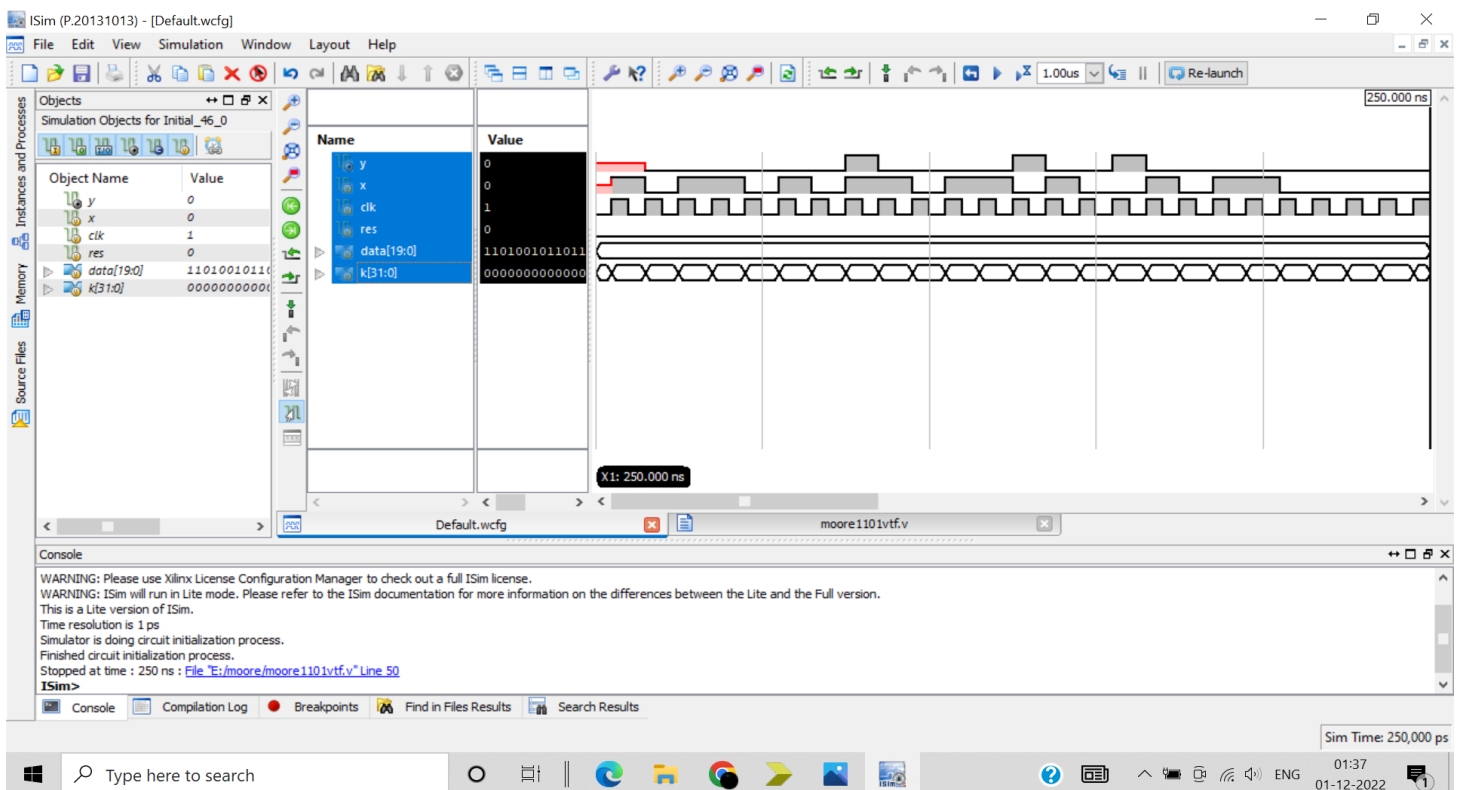 ISim (P.20131013) - [Default.wcfg]
File Edit View Simulation Window Layout Help
1.00us Re-launch
Instances and Processes
Memory
Source Files
Objects
Simulation Objects for Initial_46_0
Object Name Value
y 0
x 0
clk 1
res 0
data[19:0] 11010010110
k[31:0] 00000000000
Name Value
y 0
x 0
clk 1
res 0
data[19:0] 1101001011011
k[31:0] 0000000000000
250.000 ns
X1: 250.000 ns
Default.wcfg
moore1101vtf.v
Console
WARNING: Please use Xilinx License Configuration Manager to check out a full ISim license.
WARNING: ISim will run in Lite mode. Please refer to the ISim documentation for more information on the differences between the Lite and the Full version.
This is a Lite version of ISim.
Time resolution is 1 ps
Simulator is doing circuit initialization process.
Finished circuit initialization process.
Stopped at time : 250 ns : File "E:/moore/moore1101vtf.v" Line 50
ISim>
Console Compilation Log Breakpoints Find in Files Results Search Results
Sim Time: 250,000 ps
Type here to search
ENG
01:37
01-12-2022
1